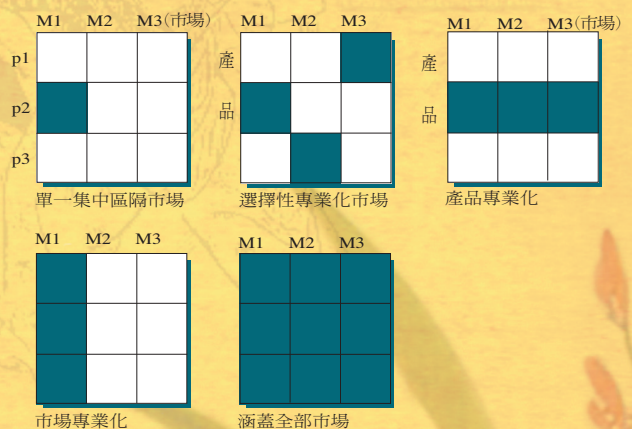 M1 M2 M3(市場)
p1
p2
p3
單一集中區隔市場
M1 M2 M3
產
品
選擇性專業化市場
M1 M2 M3(市場)
產
品
產品專業化
M1 M2 M3
市場專業化
M1 M2 M3
涵蓋全部市場